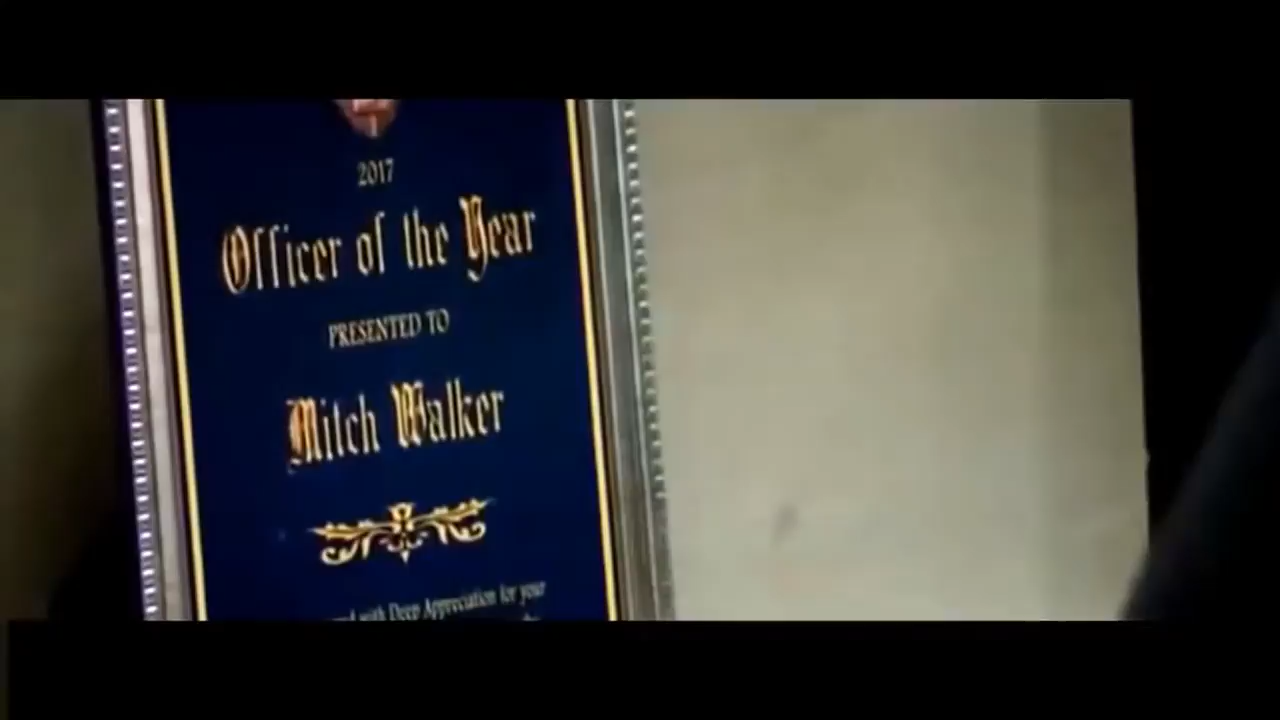 2017
Officer of the Year
PRESENTED TO
Mitch Walker
with Deep Appreciation for your